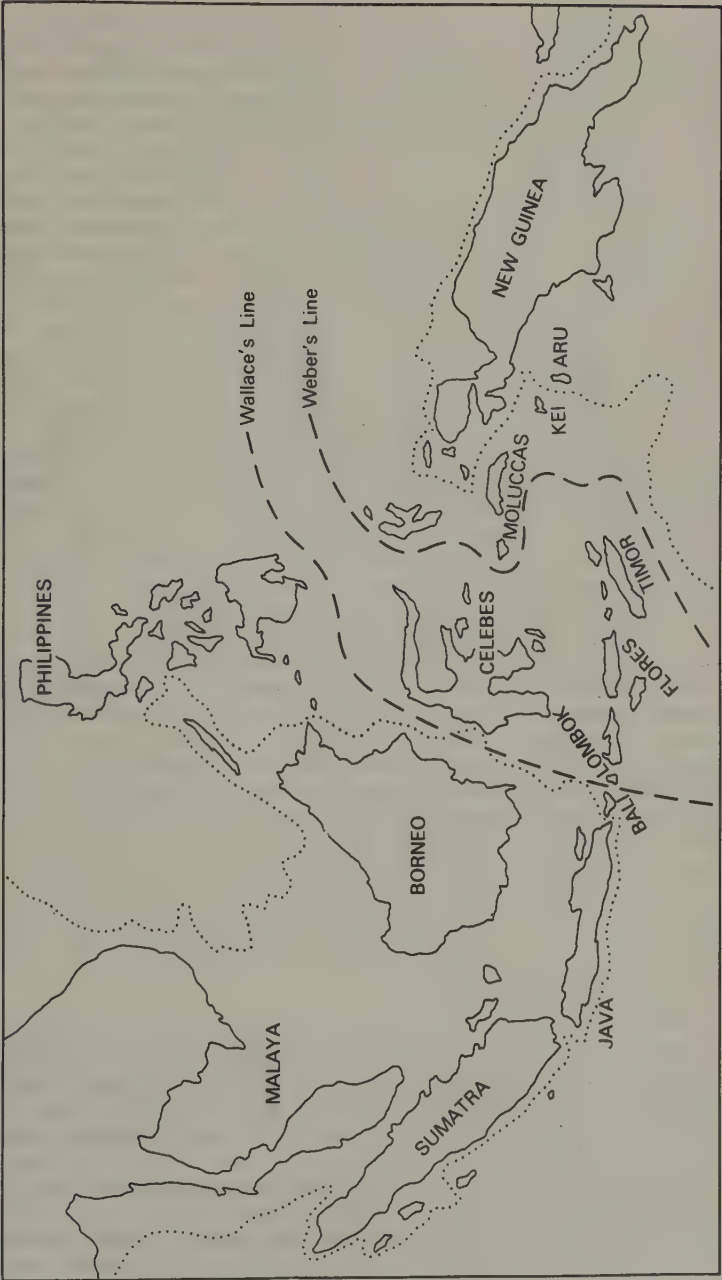 PHILIPPINES
Wallace's Line
Weber's Line
MALAYA
BORNEO
CELEBES
MOLUCCAS
NEW GUINEA
SUMATRA
JAVA
BALI
LOMBOK
FLORES
TIMOR
KEI
ARU